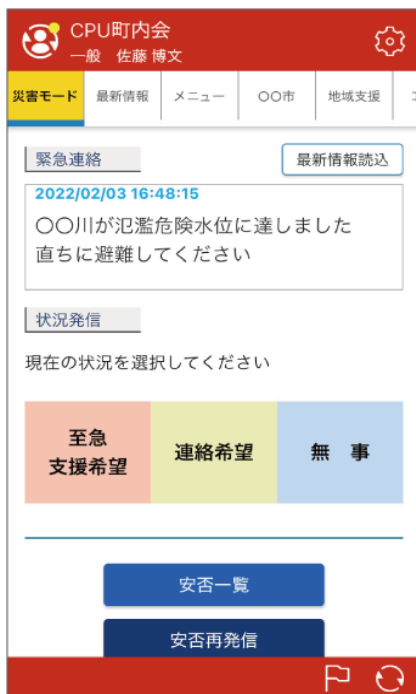 CPU町内会
一般 佐藤 博文
災害モード 最新情報 メニュー 〇〇市 地域支援
緊急連絡 最新情報読込
2022/02/03 16:48:15
〇〇川が氾濫危険水位に達しました
直ちに避難してください
状況発信
現在の状況を選択してください
至急
支援希望 連絡希望 無 事
安否一覧
安否再発信